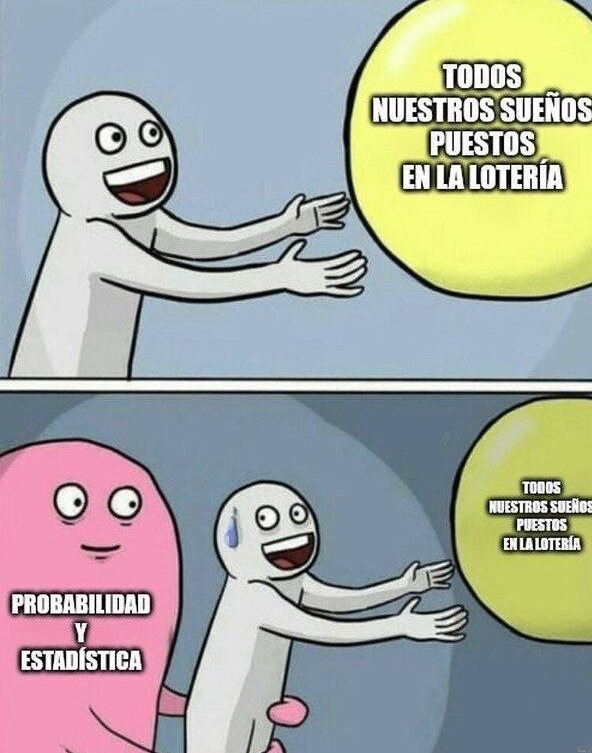 TODOS
NUESTROS SUEÑOS
PUESTOS
EN LA LOTERÍA
TODOS
NUESTROS SUEÑOS
PUESTOS
EN LA LOTERÍA
PROBABILIDAD
Y
ESTADÍSTICA